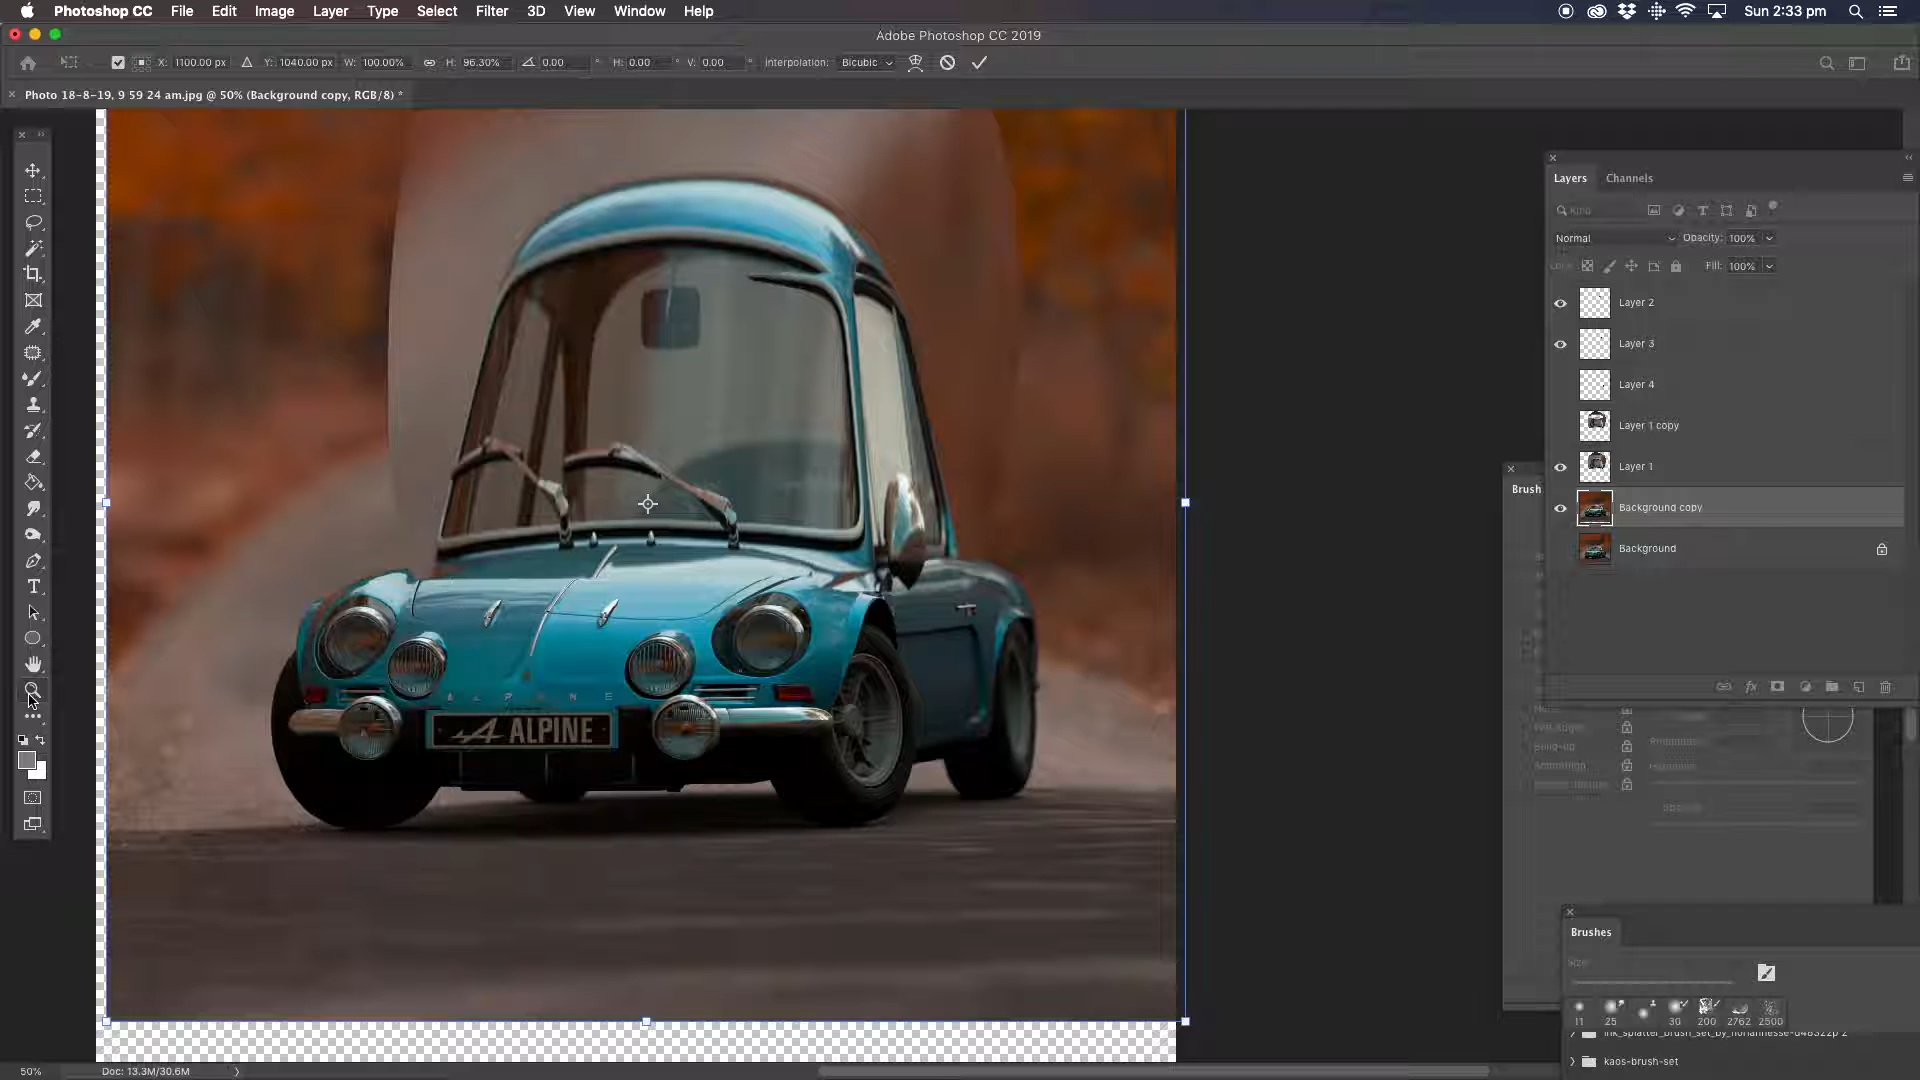 Photoshop CC File Edit Image Layer Type Select Filter 3D View Window Help Sun 2:33 pm
Adobe Photoshop CC 2019
X: 1100.00 px Y: 1040.00 px W: 100.00% H: 96.30% 0.00 ° H: 0.00 ° V: 0.00 ° Interpolation: Bicubic
Photo 18-8-19, 9 59 24 am.jpg @ 50% (Background copy, RGB/8) *
Layers Channels
Kind
Normal Opacity: 100%
Fill: 100%
Layer 2
Layer 3
Layer 4
Layer 1 copy
Layer 1
Brush
Background copy
Background
A L P I N E
ALPINE
Brushes
Size
11 25 30 200 2762 2500
kaos-brush-set
50% Doc: 13.3M/30.6M